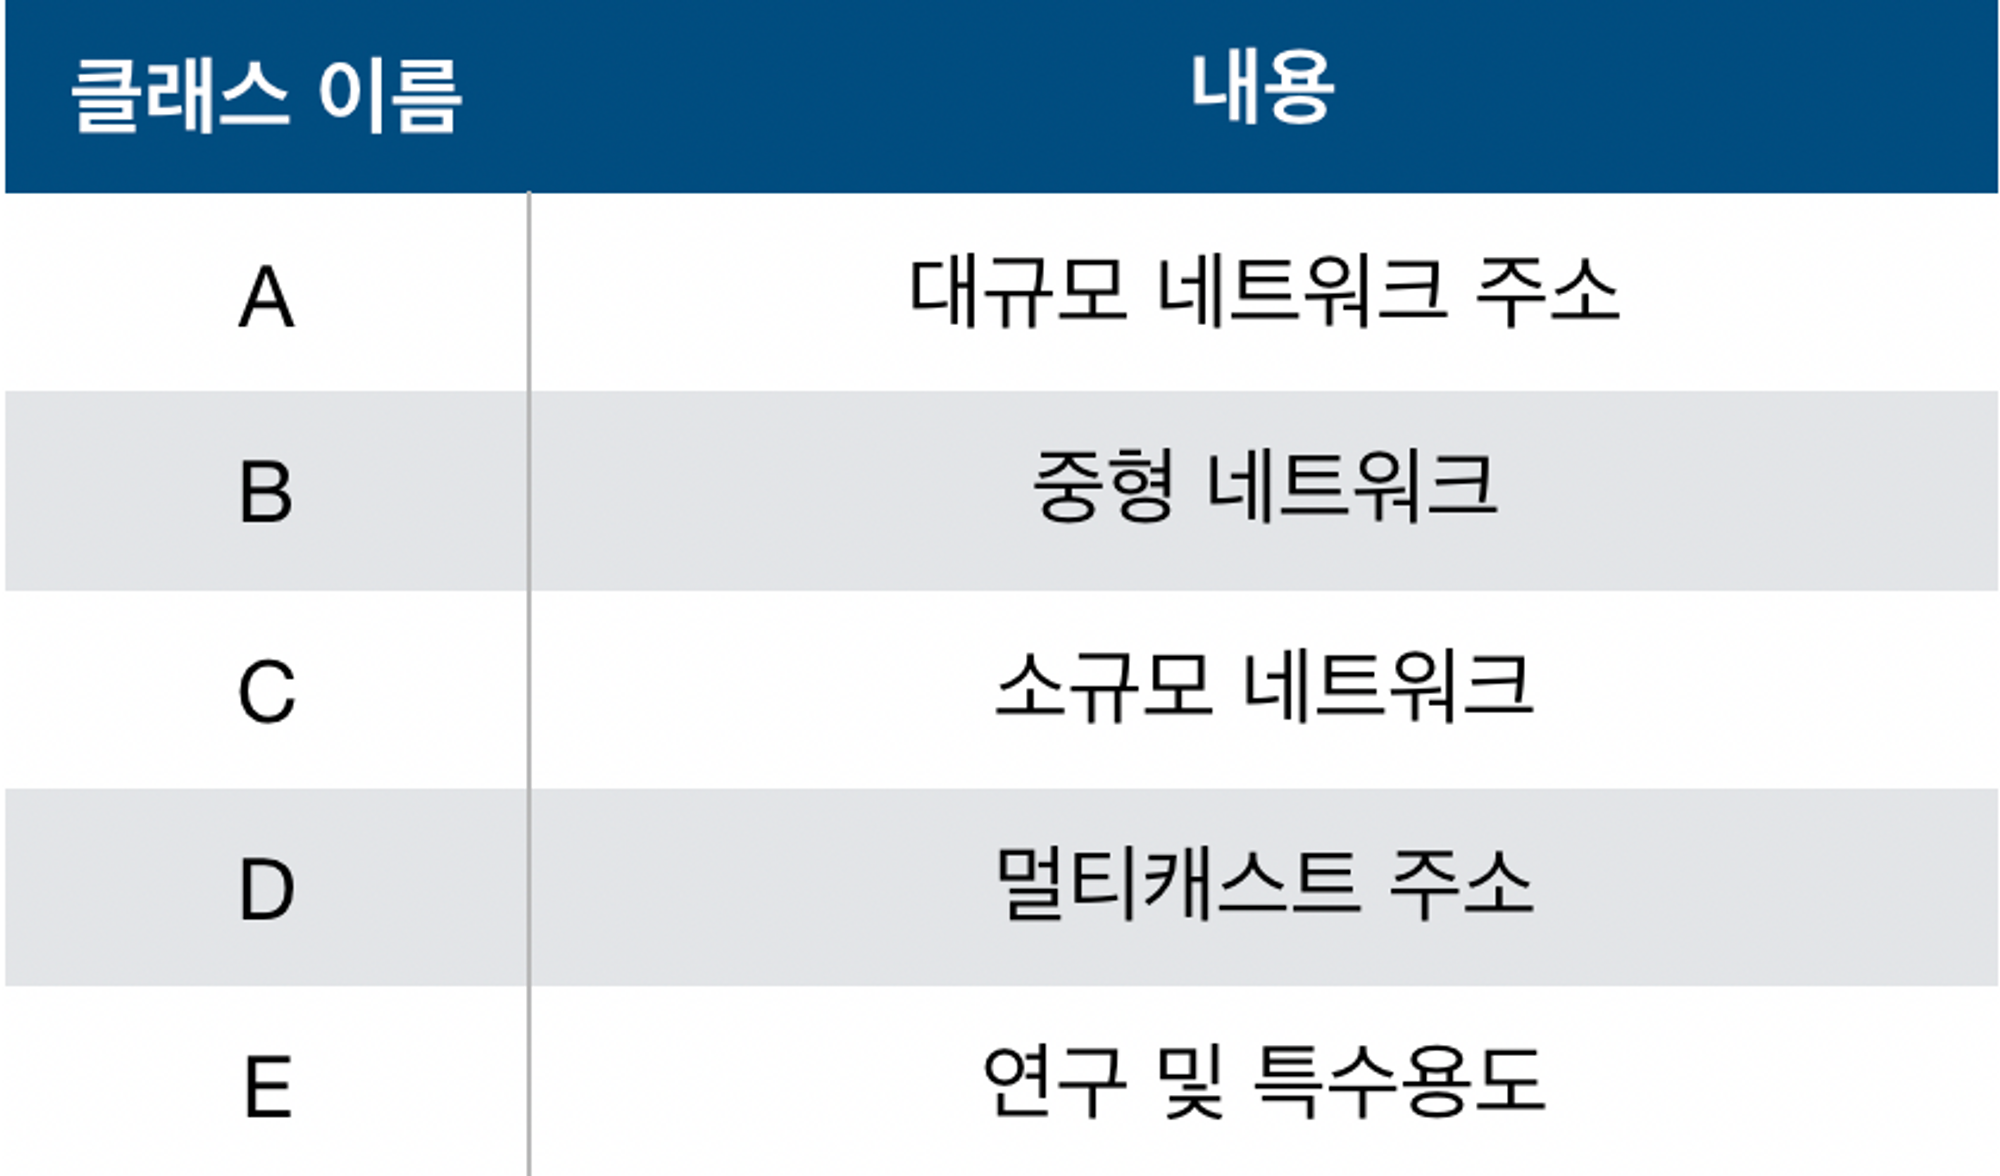 클래스 이름 내용
A 대규모 네트워크 주소
B 중형 네트워크
C 소규모 네트워크
D 멀티캐스트 주소
E 연구 및 특수용도